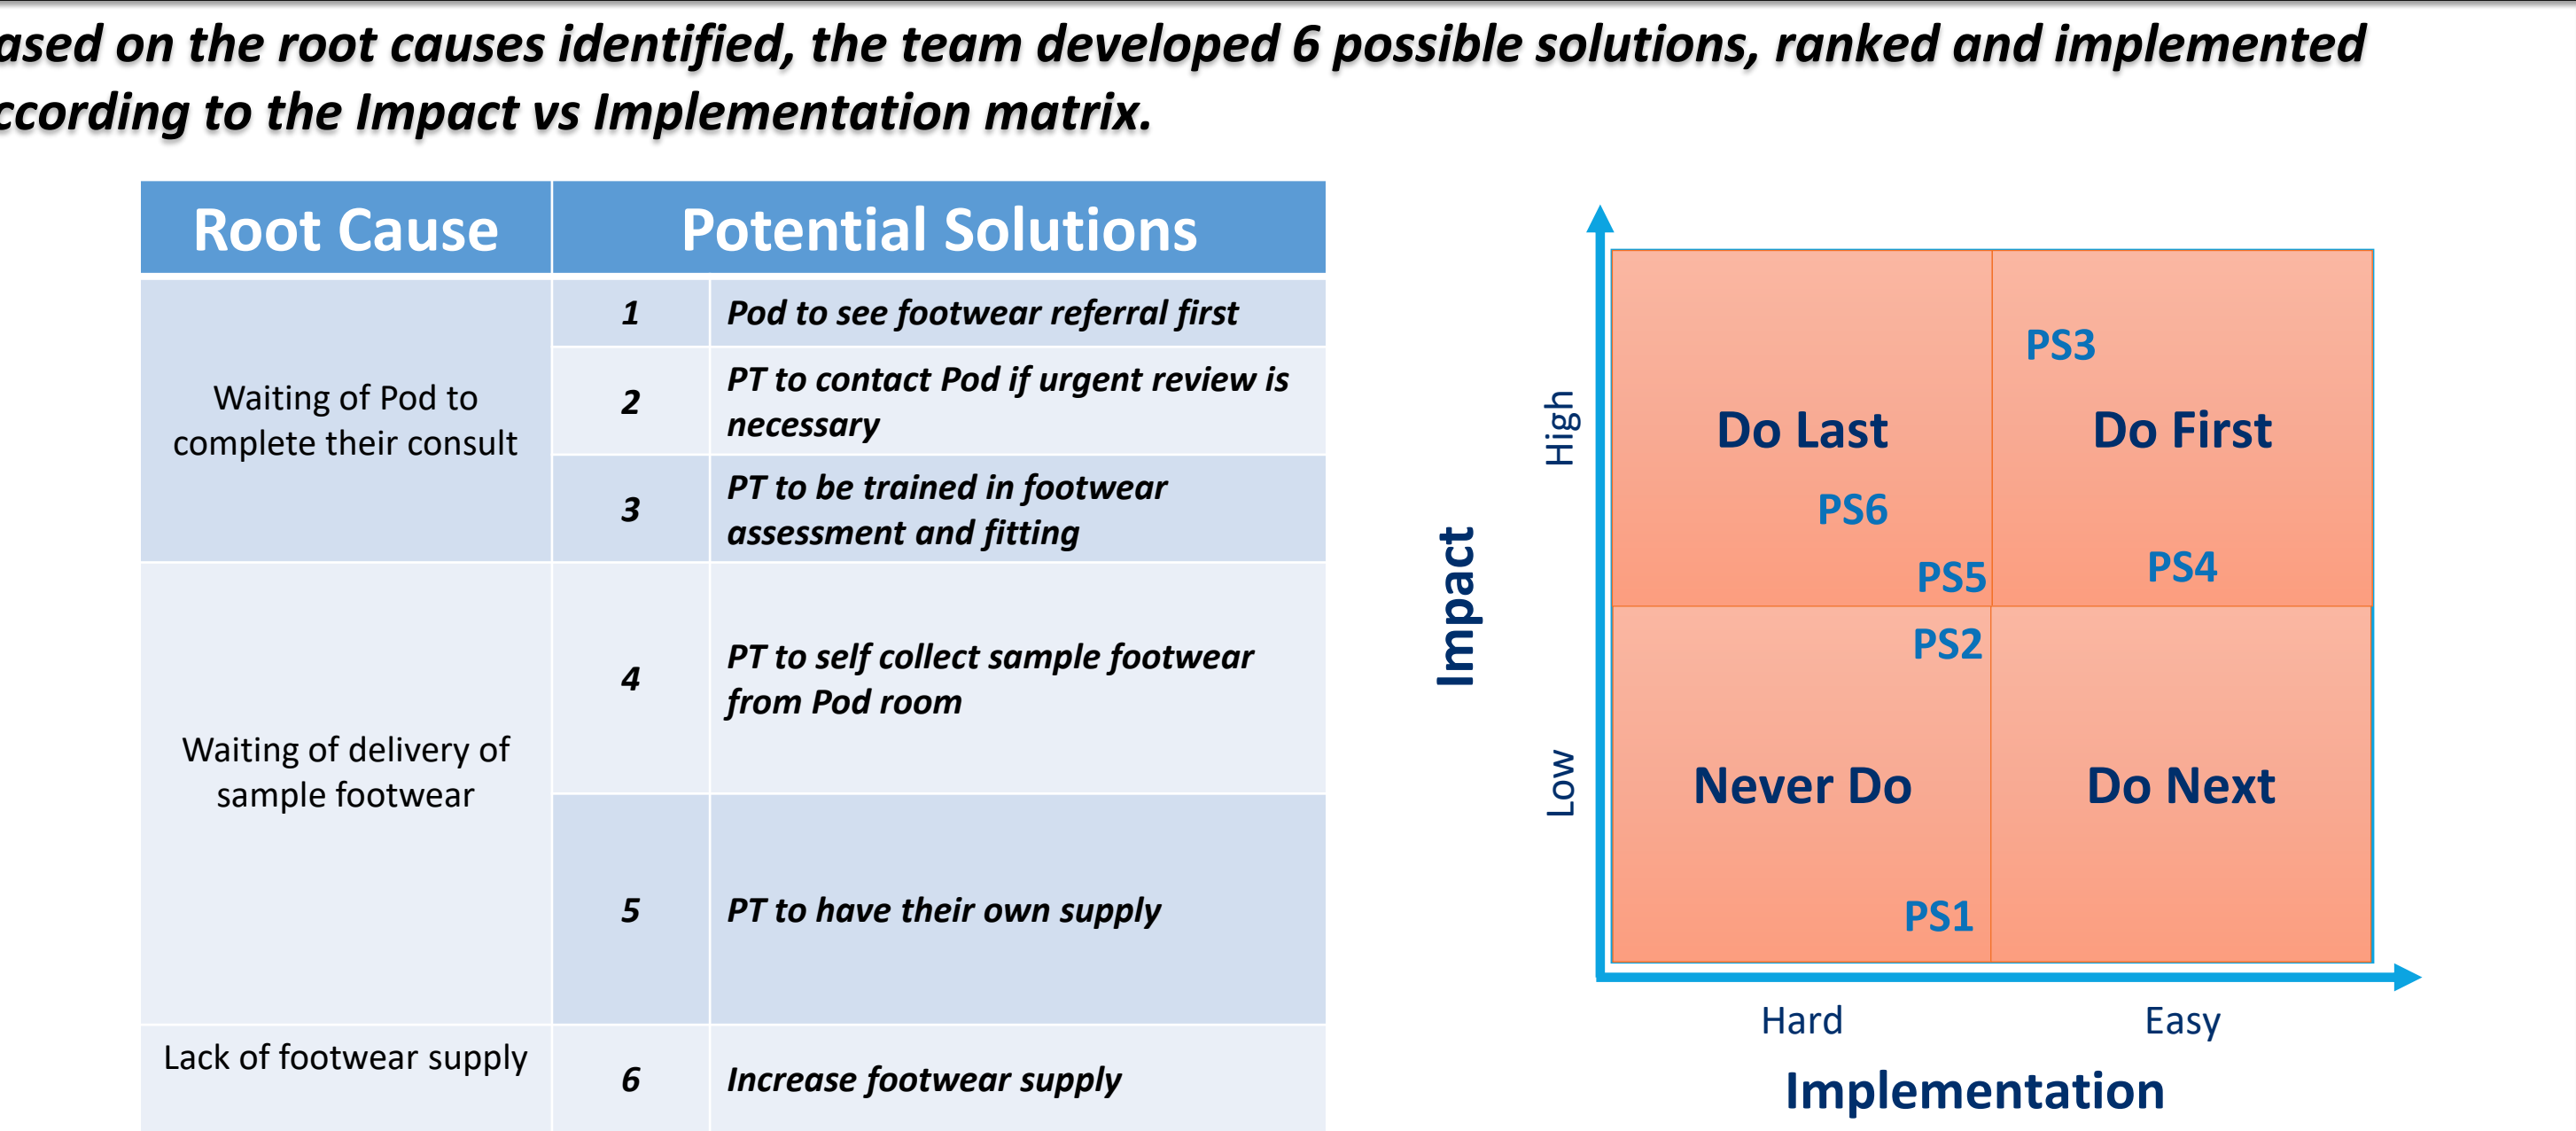 ased on the root causes identified, the team developed 6 possible solutions, ranked and implemented
ccording to the Impact vs Implementation matrix.
Root Cause
Potential Solutions
Waiting of Pod to
complete their consult
1
Pod to see footwear referral first
2
PT to contact Pod if urgent review is
necessary
3
PT to be trained in footwear
assessment and fitting
Waiting of delivery of
sample footwear
4
PT to self collect sample footwear
from Pod room
5
PT to have their own supply
Lack of footwear supply
6
Increase footwear supply
Impact
High
Low
PS3
Do Last
Do First
PS6
PS5
PS4
PS2
Never Do
Do Next
PS1
Hard
Easy
Implementation